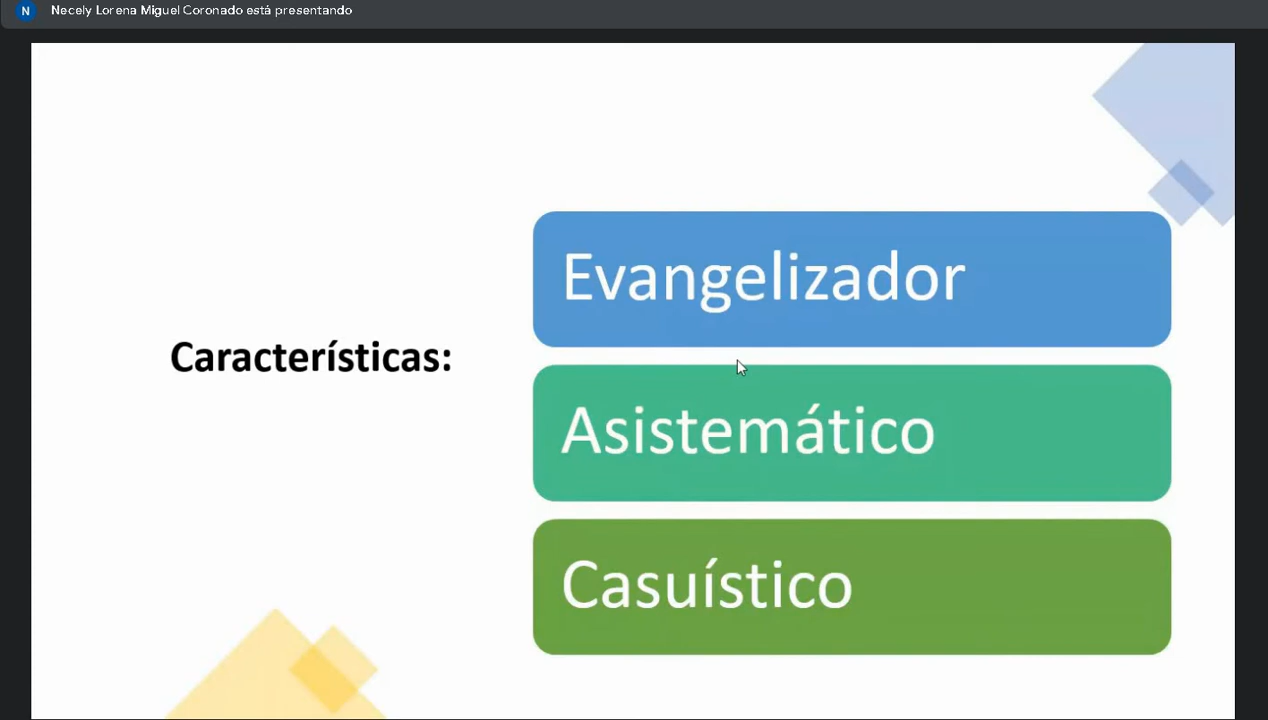 N Necely Lorena Miguel Coronado está presentando
Evangelizador
Características:
Asistemático
Casuístico